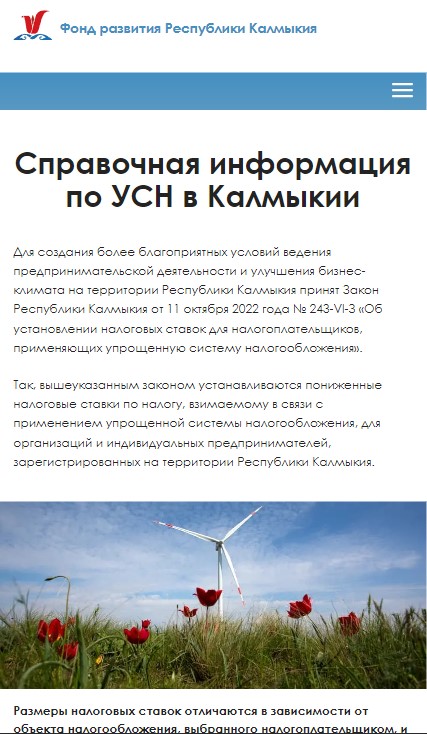 Фонд развития Республики Калмыкия
Справочная информация
по УСН в Калмыкии
Для создания более благоприятных условий ведения
предпринимательской деятельности и улучшения бизнес-
климата на территории Республики Калмыкия принят Закон
Республики Калмыкия от 11 октября 2022 года № 243-VI-З «Об
установлении налоговых ставок для налогоплательщиков,
применяющих упрощенную систему налогообложения».
Так, вышеуказанным законом устанавливаются пониженные
налоговые ставки по налогу, взимаемому в связи с
применением упрощенной системы налогообложения, для
организаций и индивидуальных предпринимателей,
зарегистрированных на территории Республики Калмыкия.
Размеры налоговых ставок отличаются в зависимости от
объекта налогообложения, выбранного налогоплательщиком, и